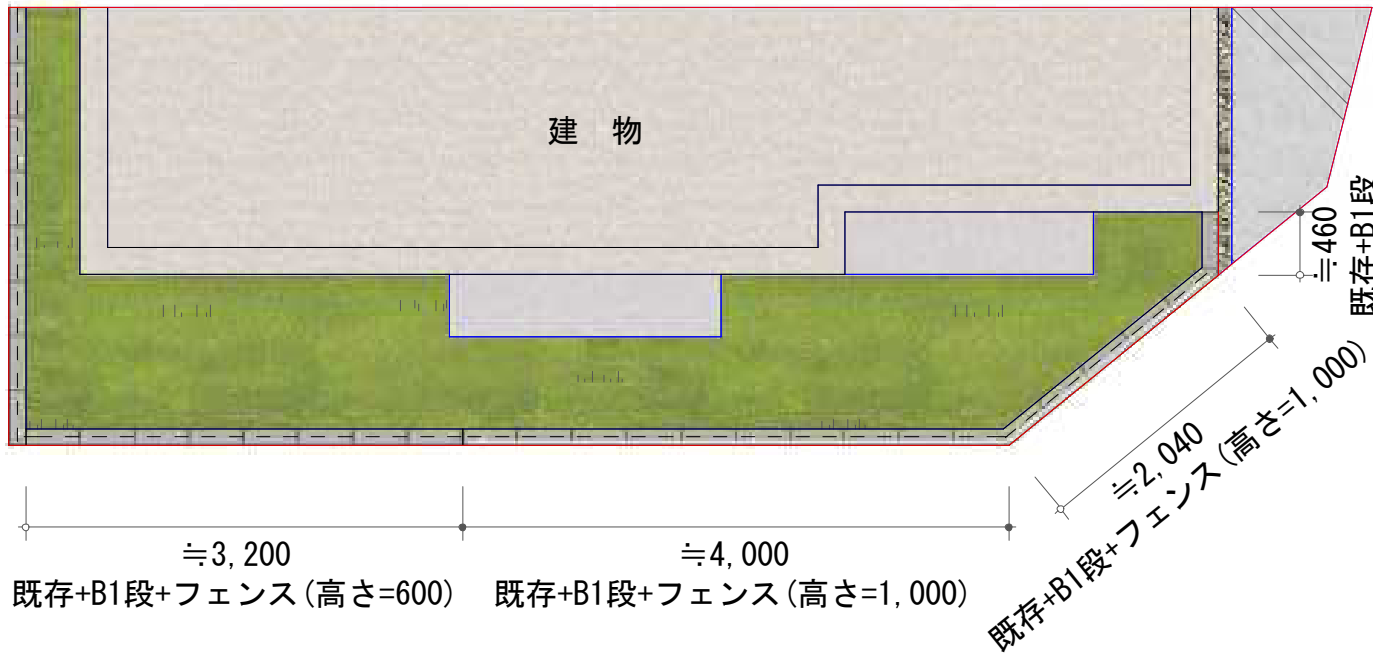 建　物
≒460
既存+B1段
≒2,040
既存+B1段+フェンス(高さ=1,000)
≒3,200
既存+B1段+フェンス(高さ=600)
≒4,000
既存+B1段+フェンス(高さ=1,000)